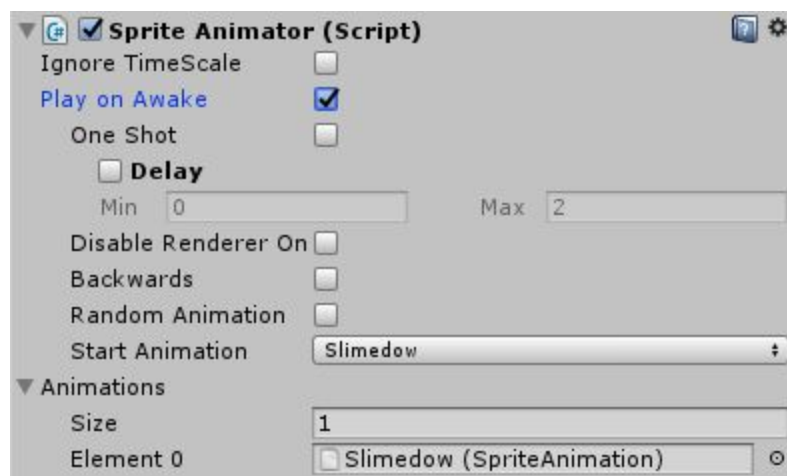 Sprite Animator (Script)
Ignore TimeScale
Play on Awake
One Shot
Delay
Min 0 Max 2
Disable Renderer On
Backwards
Random Animation
Start Animation Slimedow
Animations
Size 1
Element 0 Slimedow (SpriteAnimation)